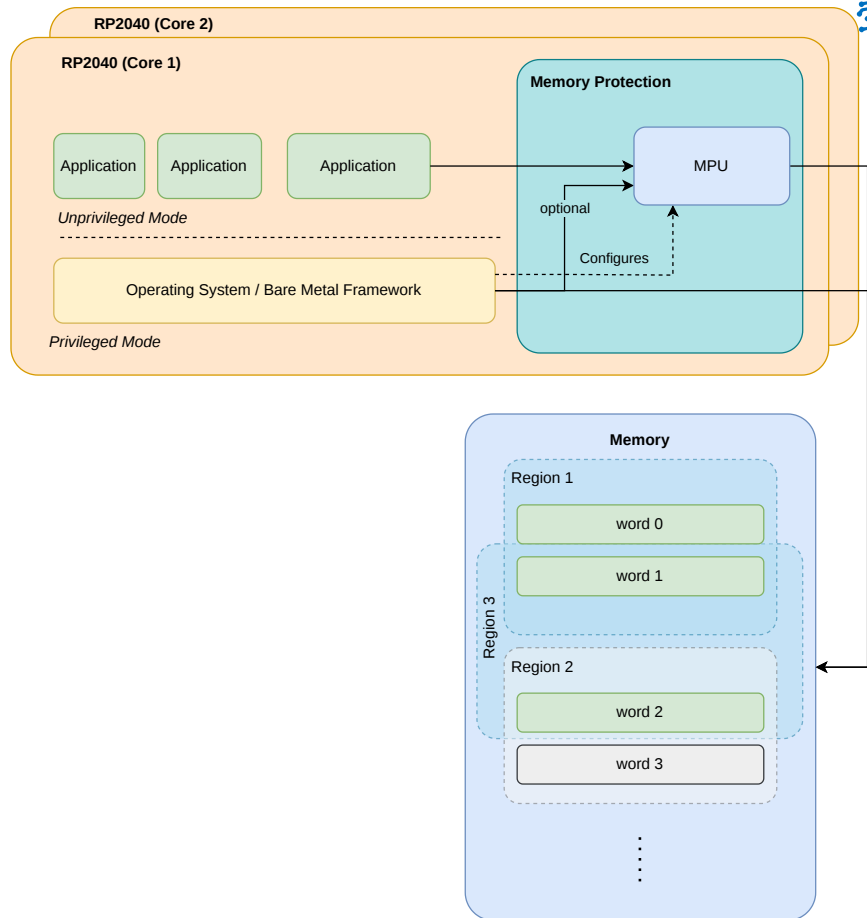 RP2040 (Core 2)
RP2040 (Core 1)
Memory Protection
Application
Application
Application
MPU
optional
Unprivileged Mode
Configures
Operating System / Bare Metal Framework
Privileged Mode
Memory
Region 1
word 0
word 1
Region 3
Region 2
word 2
word 3